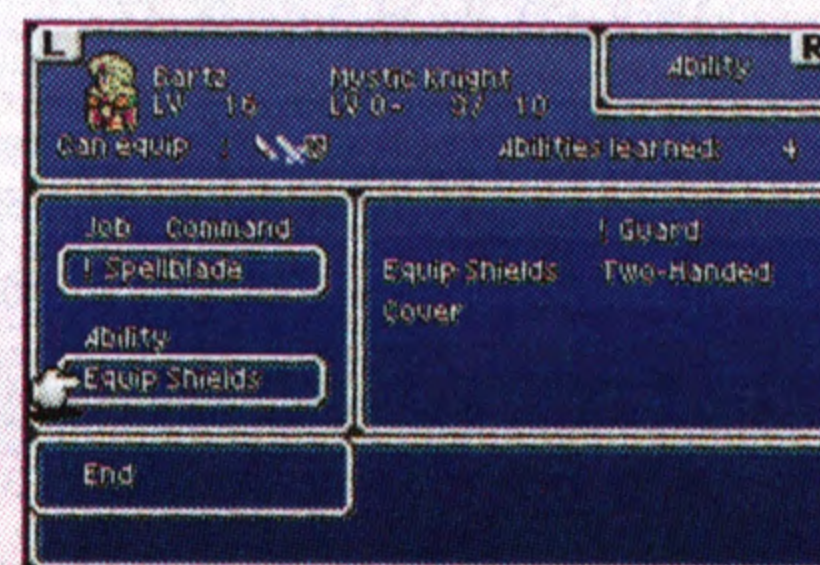 L R
Bartz Mystic Knight Ability
LV 16 LV 0- 3/ 10
Can equip : Abilities learned: 4
Job Command
! Spellblade
Ability
Equip Shields
! Guard
Equip Shields Two-Handed
Cover
End